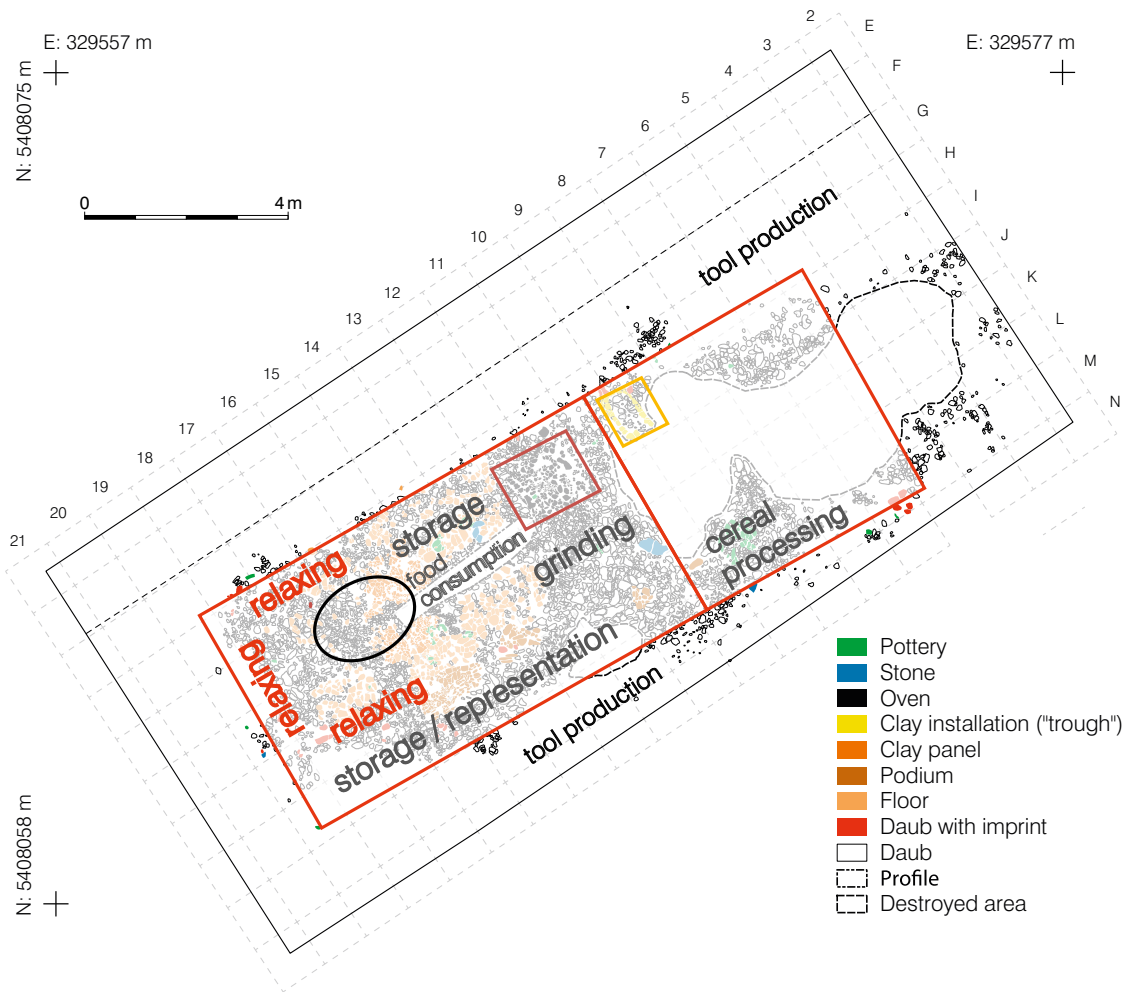 E: 329557 m
E: 329577 m
N: 5408075 m
N: 5408058 m
0
4 m
2
3
4
5
6
7
8
9
10
11
12
13
14
15
16
17
18
19
20
21
E
F
G
H
I
J
K
L
M
N
tool production
storage
food
consumption
grinding
cereal
processing
relaxing
relaxing
relaxing
storage / representation
tool production
Pottery
Stone
Oven
Clay installation ("trough")
Clay panel
Podium
Floor
Daub with imprint
Daub
Profile
Destroyed area